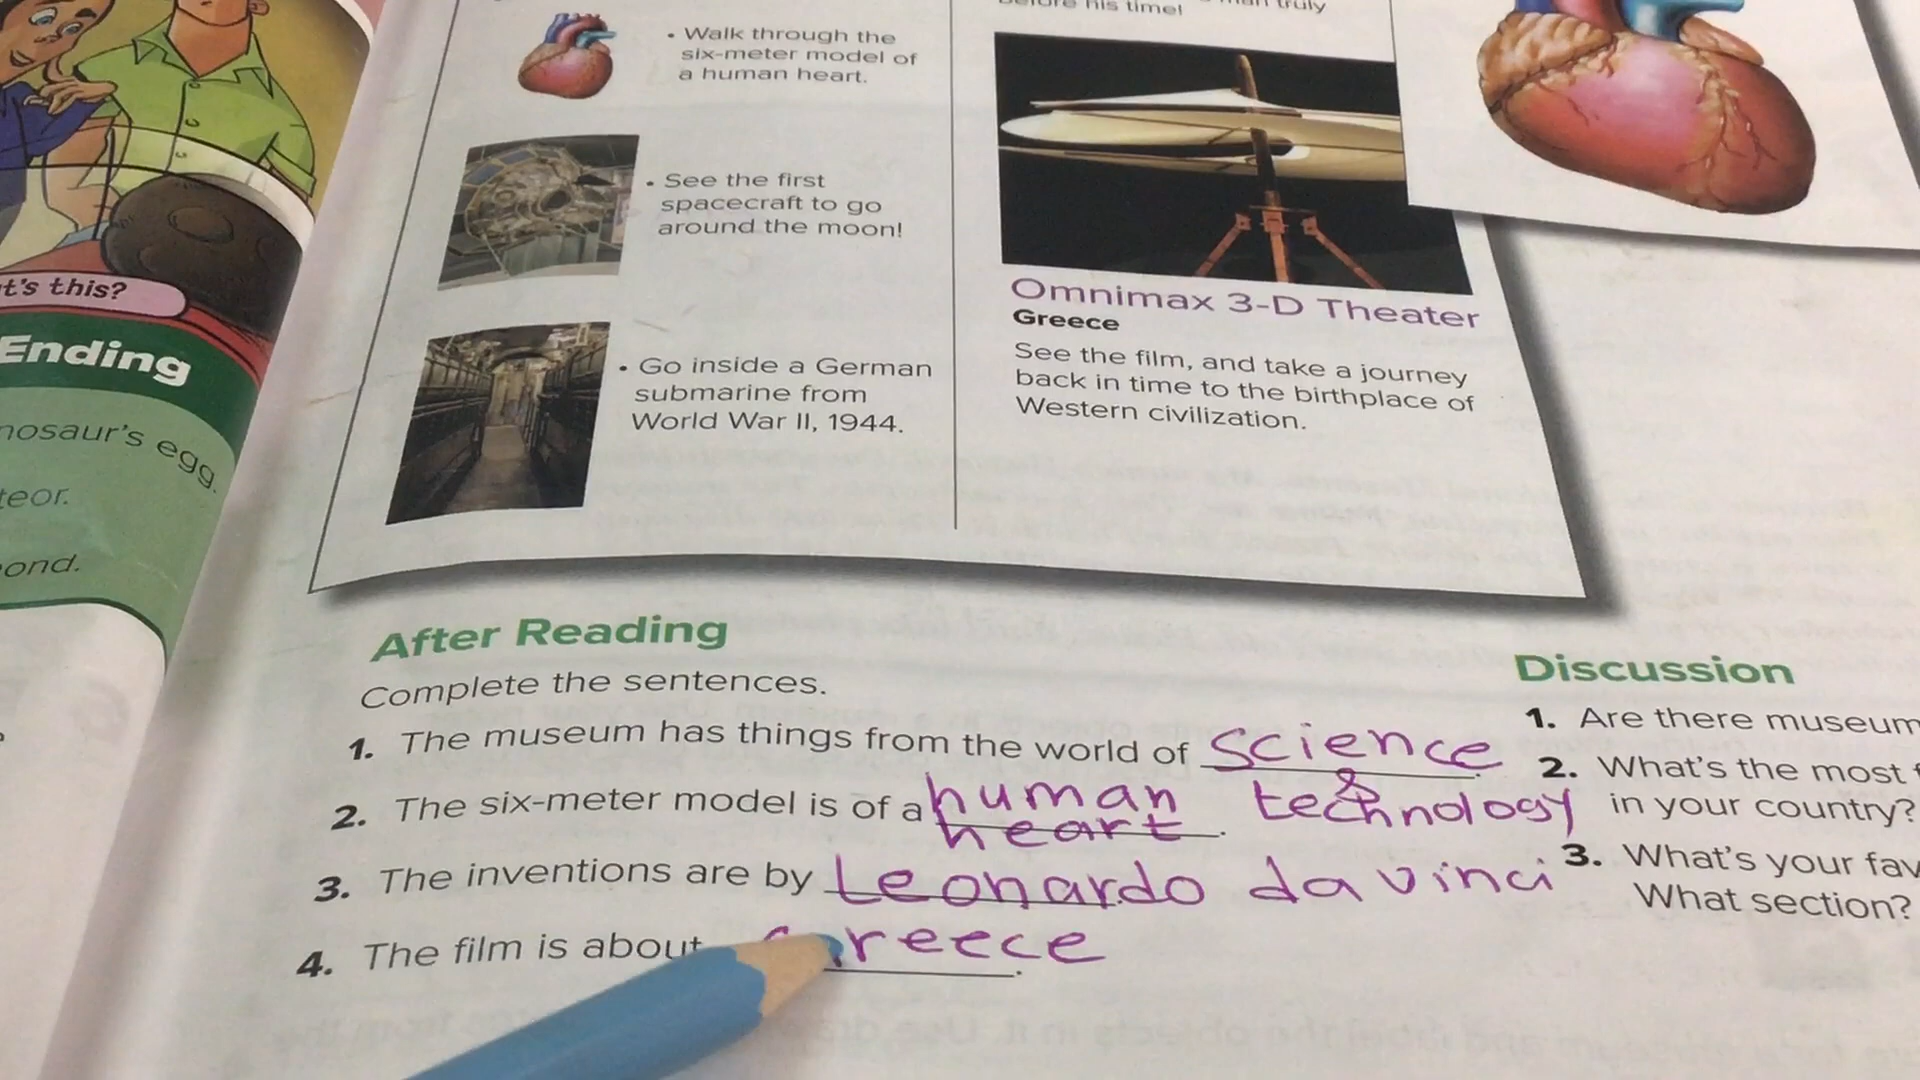 t's this?
Ending
nosaur's egg.
teor.
ond.
• Walk through the
six-meter model of
a human heart.
• See the first
spacecraft to go
around the moon!
• Go inside a German
submarine from
World War II, 1944.
before his time!
truly
Omnimax 3-D Theater
Greece
See the film, and take a journey
back in time to the birthplace of
Western civilization.
After Reading
Complete the sentences.
1. The museum has things from the world of science.
& technology
2. The six-meter model is of a human
heart.
3. The inventions are by Leonardo da vinci
4. The film is about Greece.
Discussion
1. Are there museum
2. What's the most f
in your country?
3. What's your fav
What section?